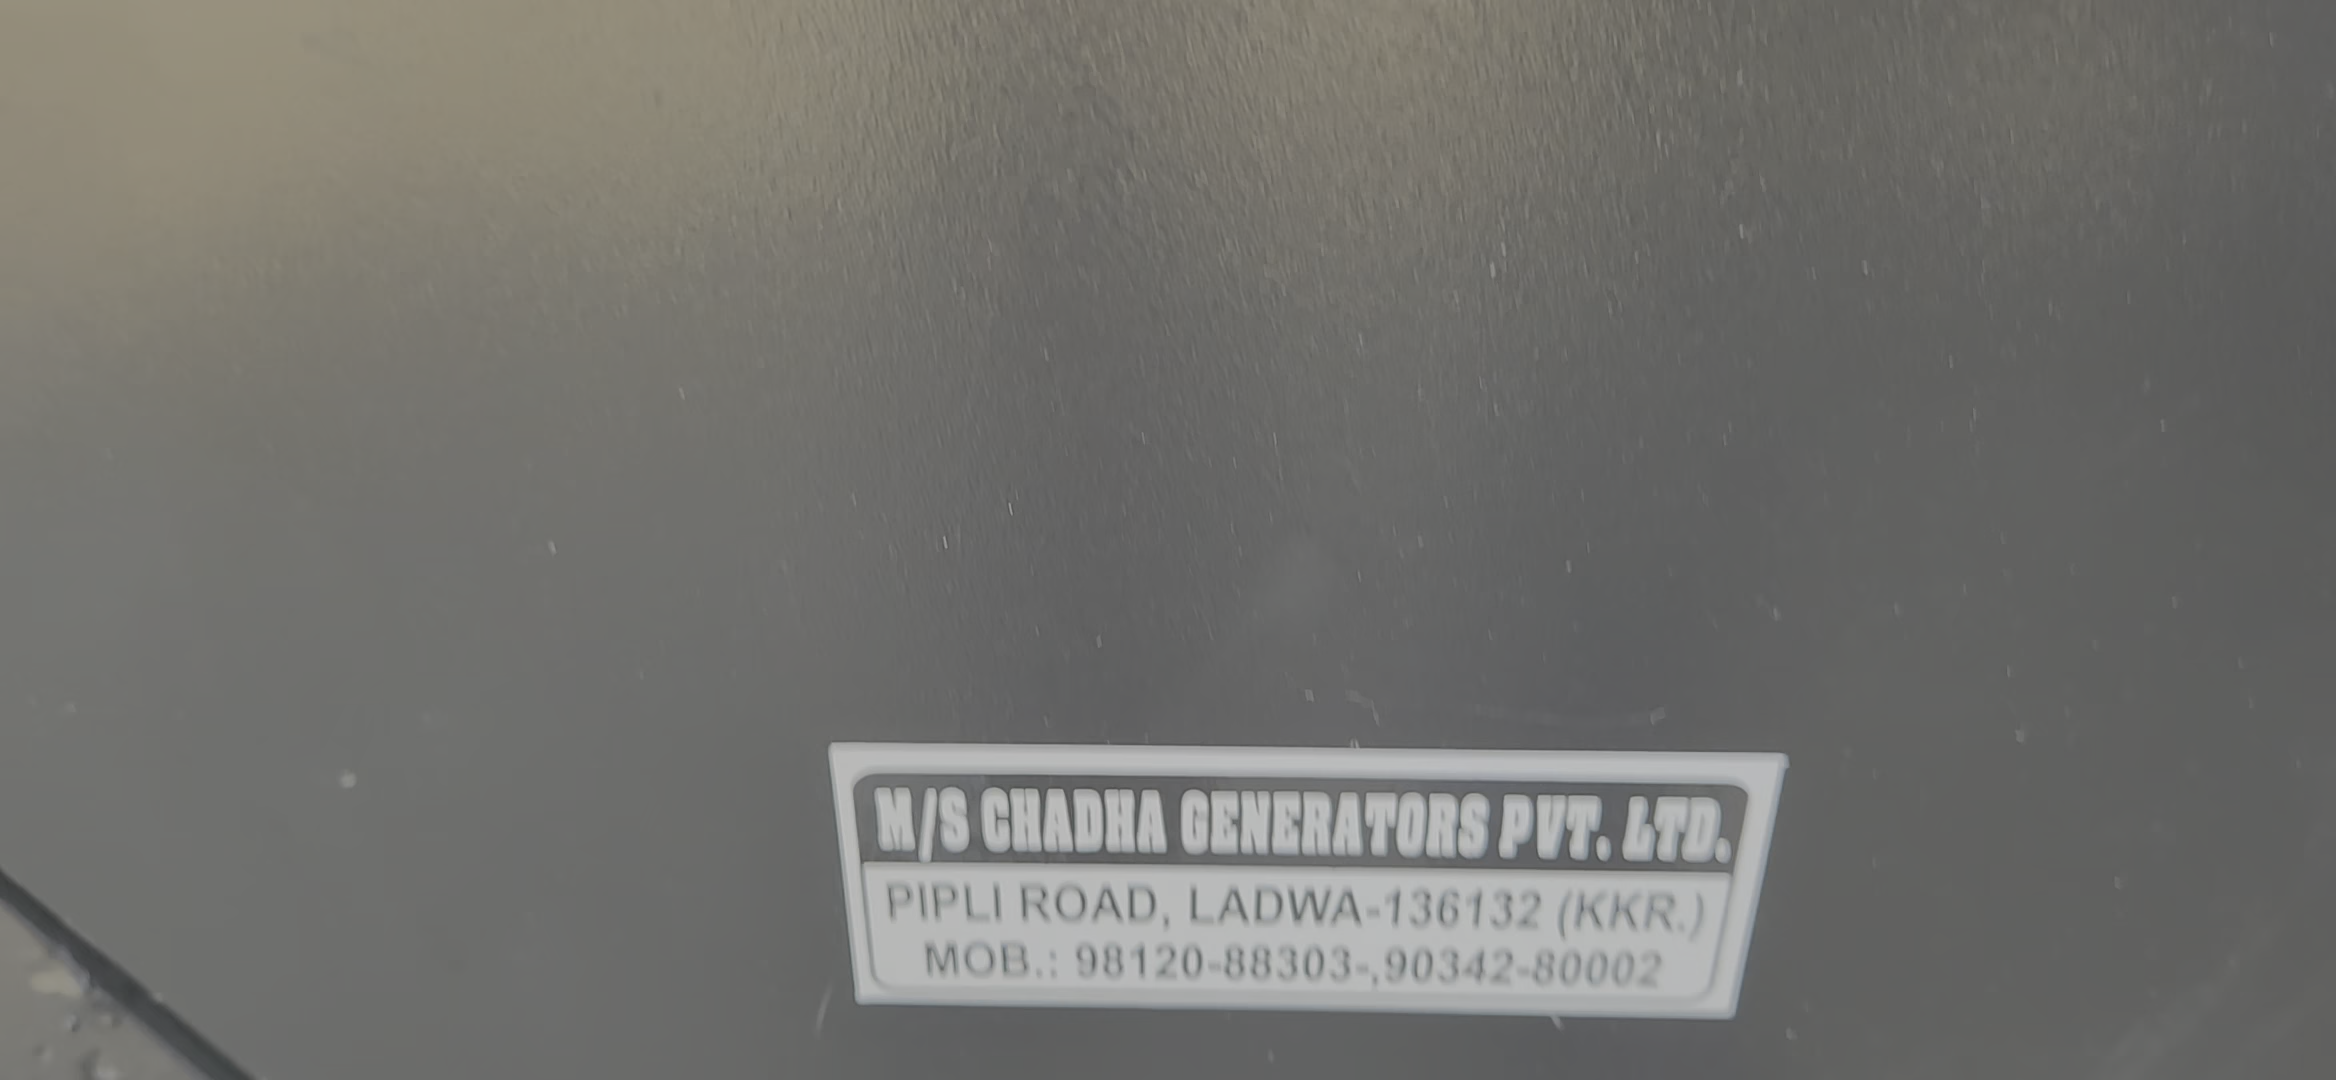 M/S CHADHA GENERATORS PVT. LTD.
PIPLI ROAD, LADWA-136132 (KKR.)
MOB.: 98120-88303-,90342-80002